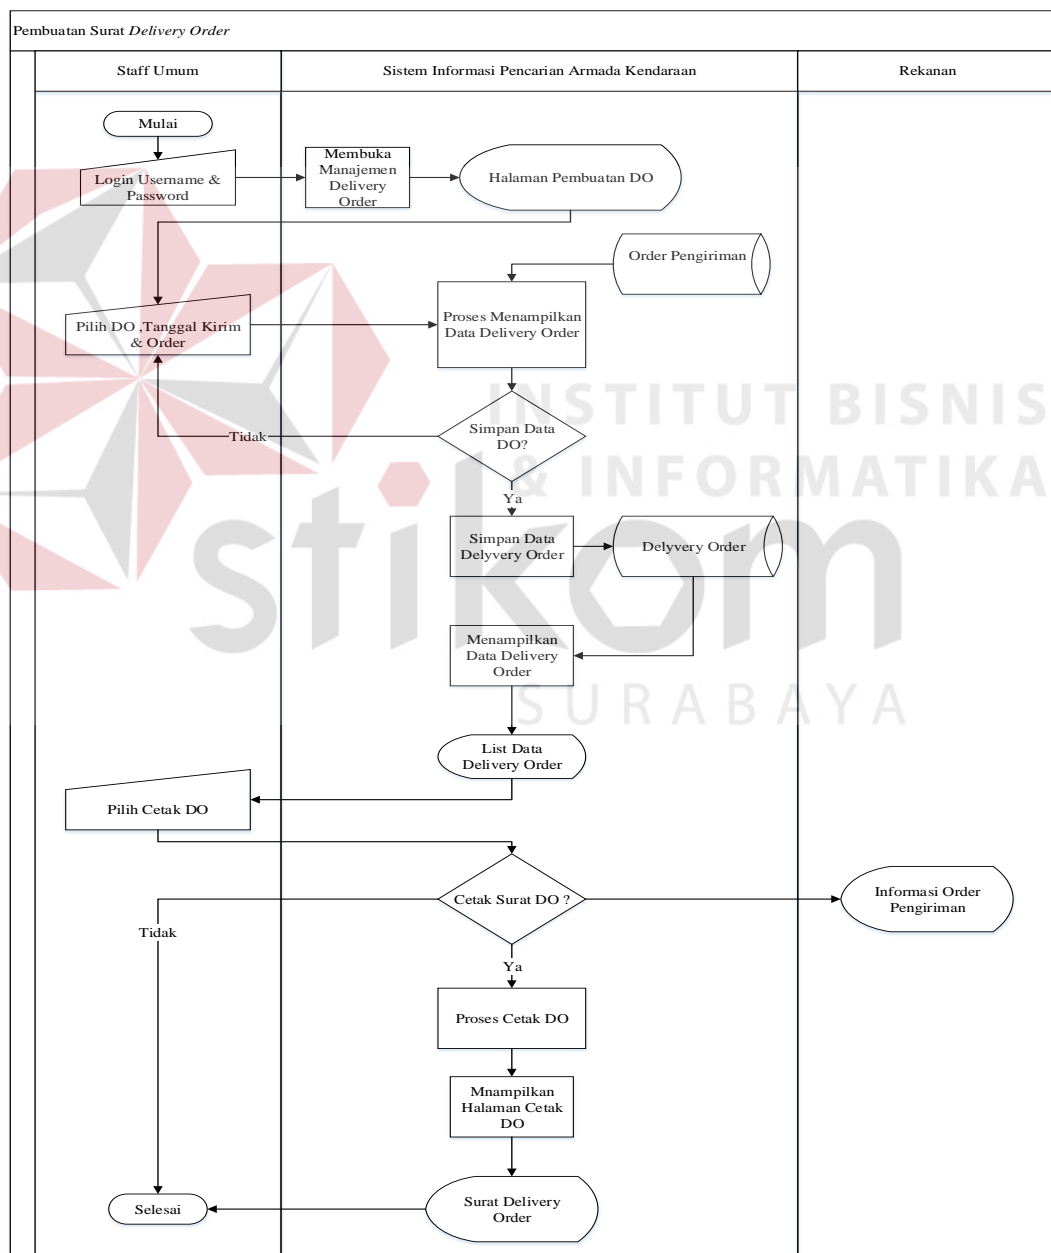 Pembuatan Surat Delivery Order
Staff Umum
Sistem Informasi Pencarian Armada Kendaraan
Rekanan
Mulai
Login Username &
Password
Membuka
Manajemen
Delivery
Order
Halaman Pembuatan DO
Order Pengiriman
Pilih DO ,Tanggal Kirim
& Order
Proses Menampilkan
Data Delivery Order
Simpan Data
DO?
Tidak
Ya
Simpan Data
Delyvery Order
Delyvery Order
Menampilkan
Data Delivery
Order
List Data
Delivery Order
Pilih Cetak DO
Cetak Surat DO ?
Informasi Order
Pengiriman
Tidak
Ya
Proses Cetak DO
Mnampilkan
Halaman Cetak
DO
Surat Delivery
Order
Selesai
INSTITUT BISNIS
& INFORMATIKA
stikom
SURABAYA